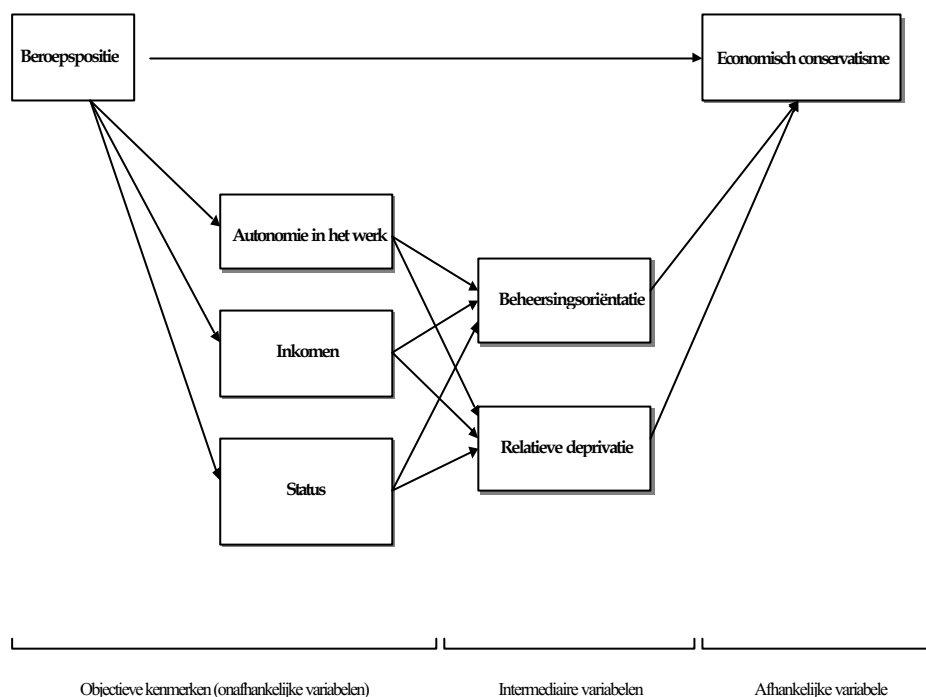 Beroepspositie
Economisch conservatisme
Autonomie in het werk
Beheersingsoriëntatie
Inkomen
Relatieve deprivatie
Status
Objectieve kenmerken (onafhankelijke variabelen)
Intermediaire variabelen
Afhankelijke variabele